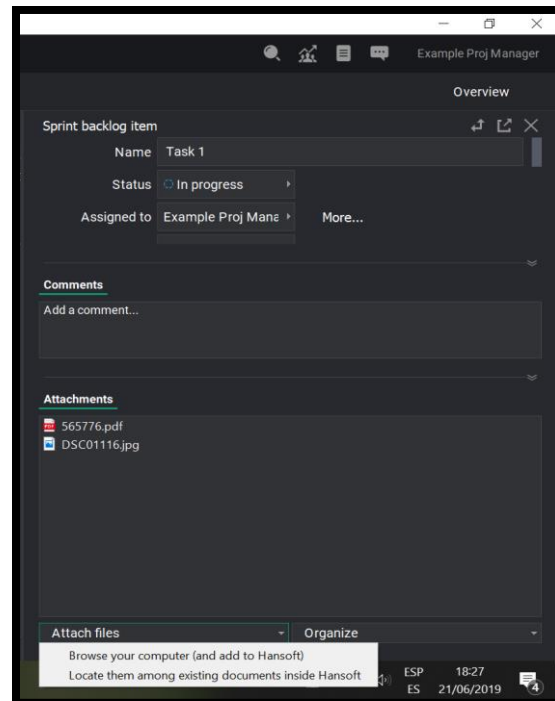 Example Proj Manager
Overview
Sprint backlog item
Name Task 1
Status In progress
Assigned to Example Proj Mana More...
Comments
Add a comment...
Attachments
PDF 565776.pdf
DSC01116.jpg
Attach files Organize
Browse your computer (and add to Hansoft)
Locate them among existing documents inside Hansoft
ESP 18:27
ES 21/06/2019 4